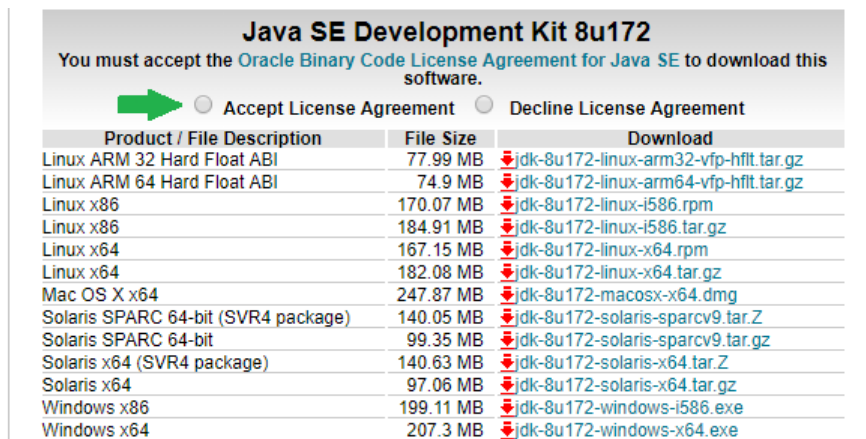 Java SE Development Kit 8u172
You must accept the Oracle Binary Code License Agreement for Java SE to download this
software.
Accept License Agreement Decline License Agreement
Product / File Description File Size Download
Linux ARM 32 Hard Float ABI 77.99 MB jdk-8u172-linux-arm32-vfp-hflt.tar.gz
Linux ARM 64 Hard Float ABI 74.9 MB jdk-8u172-linux-arm64-vfp-hflt.tar.gz
Linux x86 170.07 MB jdk-8u172-linux-i586.rpm
Linux x86 184.91 MB jdk-8u172-linux-i586.tar.gz
Linux x64 167.15 MB jdk-8u172-linux-x64.rpm
Linux x64 182.08 MB jdk-8u172-linux-x64.tar.gz
Mac OS X x64 247.87 MB jdk-8u172-macosx-x64.dmg
Solaris SPARC 64-bit (SVR4 package) 140.05 MB jdk-8u172-solaris-sparcv9.tar.Z
Solaris SPARC 64-bit 99.35 MB jdk-8u172-solaris-sparcv9.tar.gz
Solaris x64 (SVR4 package) 140.63 MB jdk-8u172-solaris-x64.tar.Z
Solaris x64 97.06 MB jdk-8u172-solaris-x64.tar.gz
Windows x86 199.11 MB jdk-8u172-windows-i586.exe
Windows x64 207.3 MB jdk-8u172-windows-x64.exe